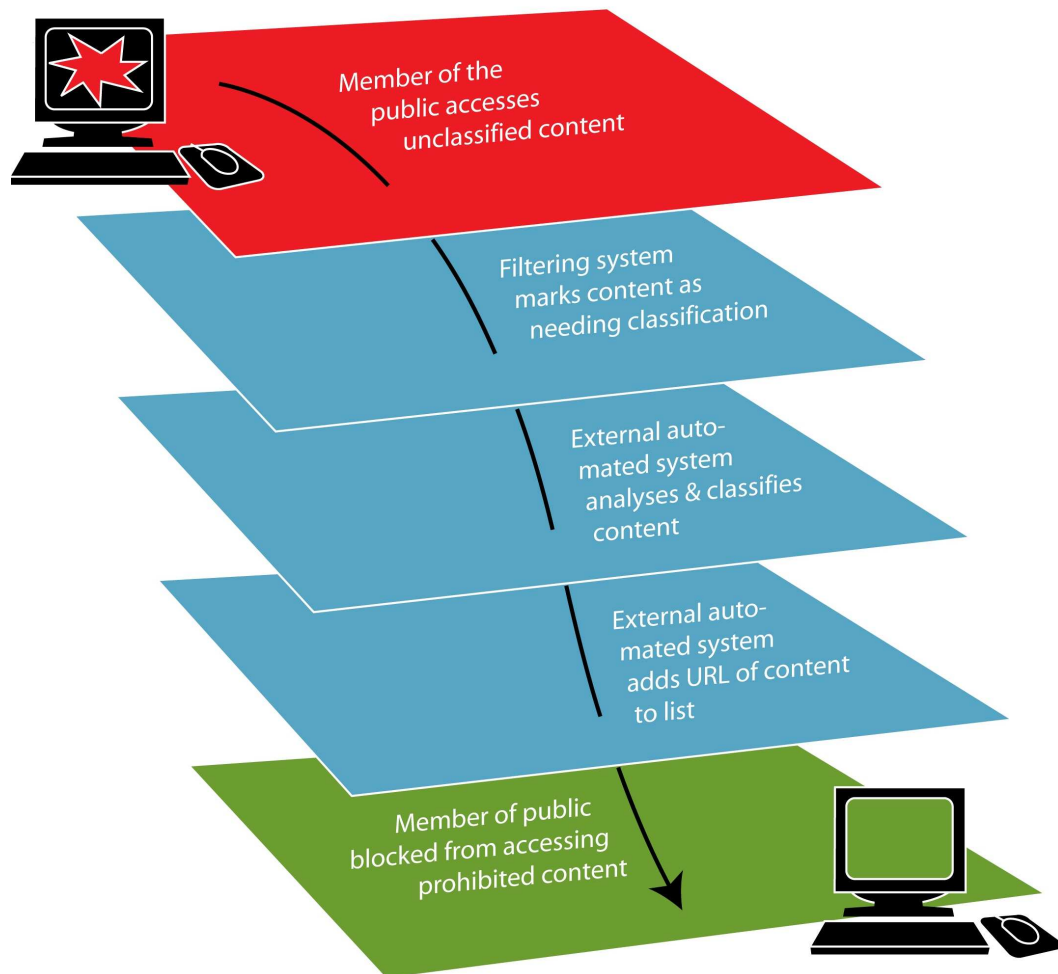 Member of the
public accesses
unclassified content
Filtering system
marks content as
needing classification
External auto-
mated system
analyses & classifies
content
External auto-
mated system
adds URL of content
to list
Member of public
blocked from accessing
prohibited content